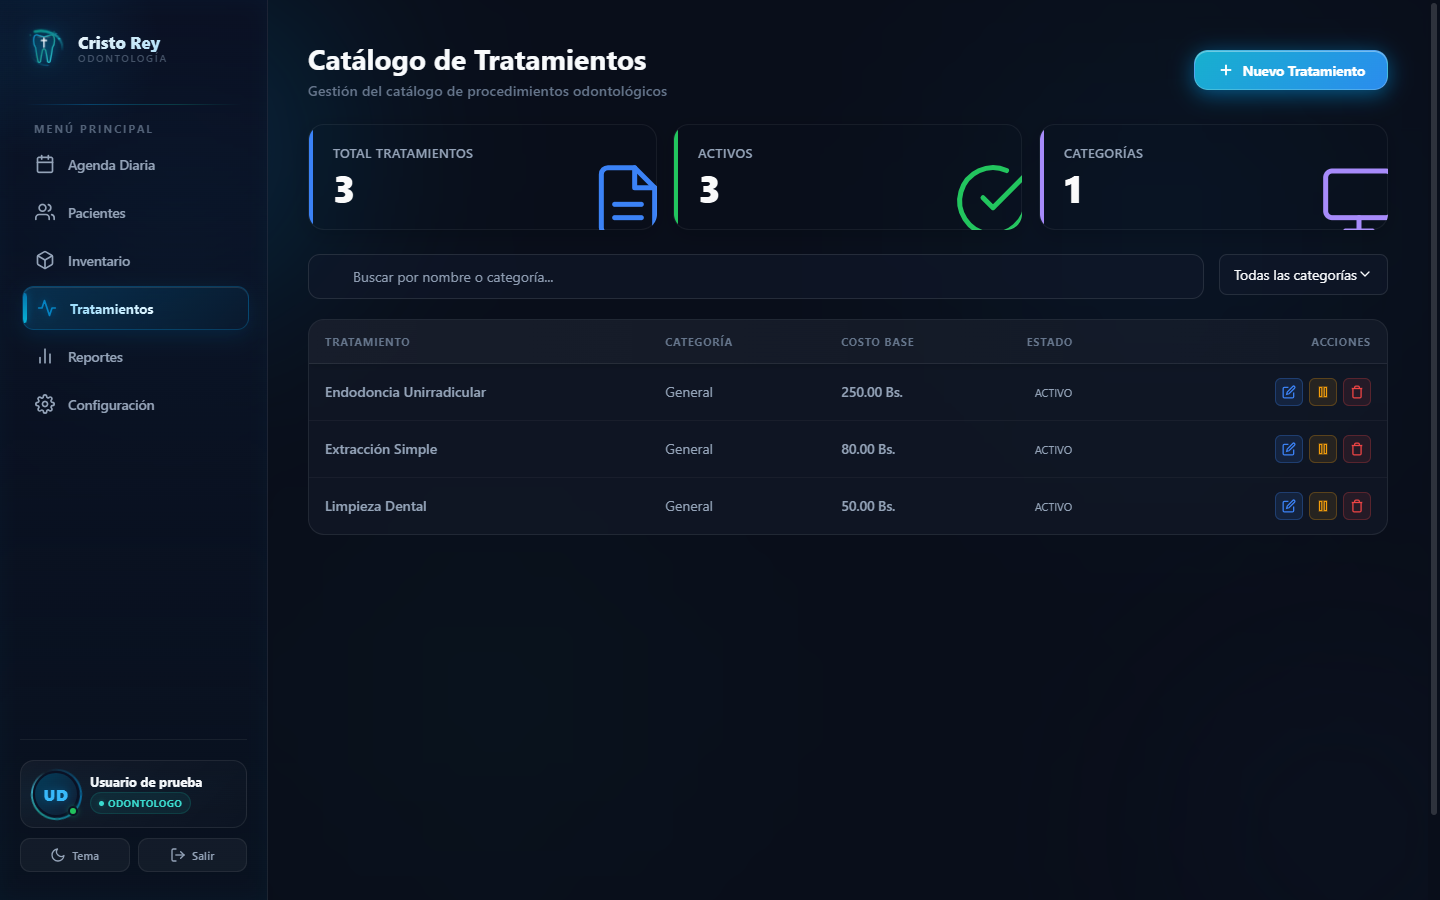 Cristo Rey
ODONTOLOGÍA
MENÚ PRINCIPAL
Agenda Diaria
Pacientes
Inventario
Tratamientos
Reportes
Configuración
UD
Usuario de prueba
ODONTOLOGO
Tema
Salir
Catálogo de Tratamientos
Gestión del catálogo de procedimientos odontológicos
+ Nuevo Tratamiento
TOTAL TRATAMIENTOS
3
ACTIVOS
3
CATEGORÍAS
1
Buscar por nombre o categoría...
Todas las categorías
TRATAMIENTO CATEGORÍA COSTO BASE ESTADO ACCIONES
Endodoncia Unirradicular General 250.00 Bs. ACTIVO
Extracción Simple General 80.00 Bs. ACTIVO
Limpieza Dental General 50.00 Bs. ACTIVO